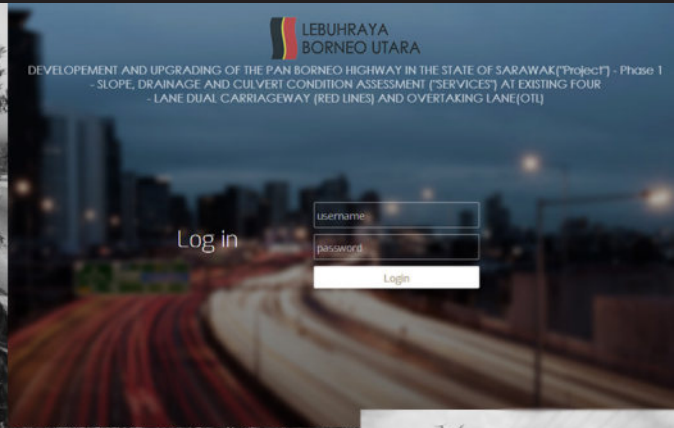 LEBUHRAYA
BORNEO UTARA
DEVELOPEMENT AND UPGRADING OF THE PAN BORNEO HIGHWAY IN THE STATE OF SARAWAK("Project") - Phase 1
- SLOPE, DRAINAGE AND CULVERT CONDITION ASSESSMENT ("SERVICES") AT EXISTING FOUR
- LANE DUAL CARRIAGEWAY (RED LINES) AND OVERTAKING LANE(OTL)
Log in
username
password
Login